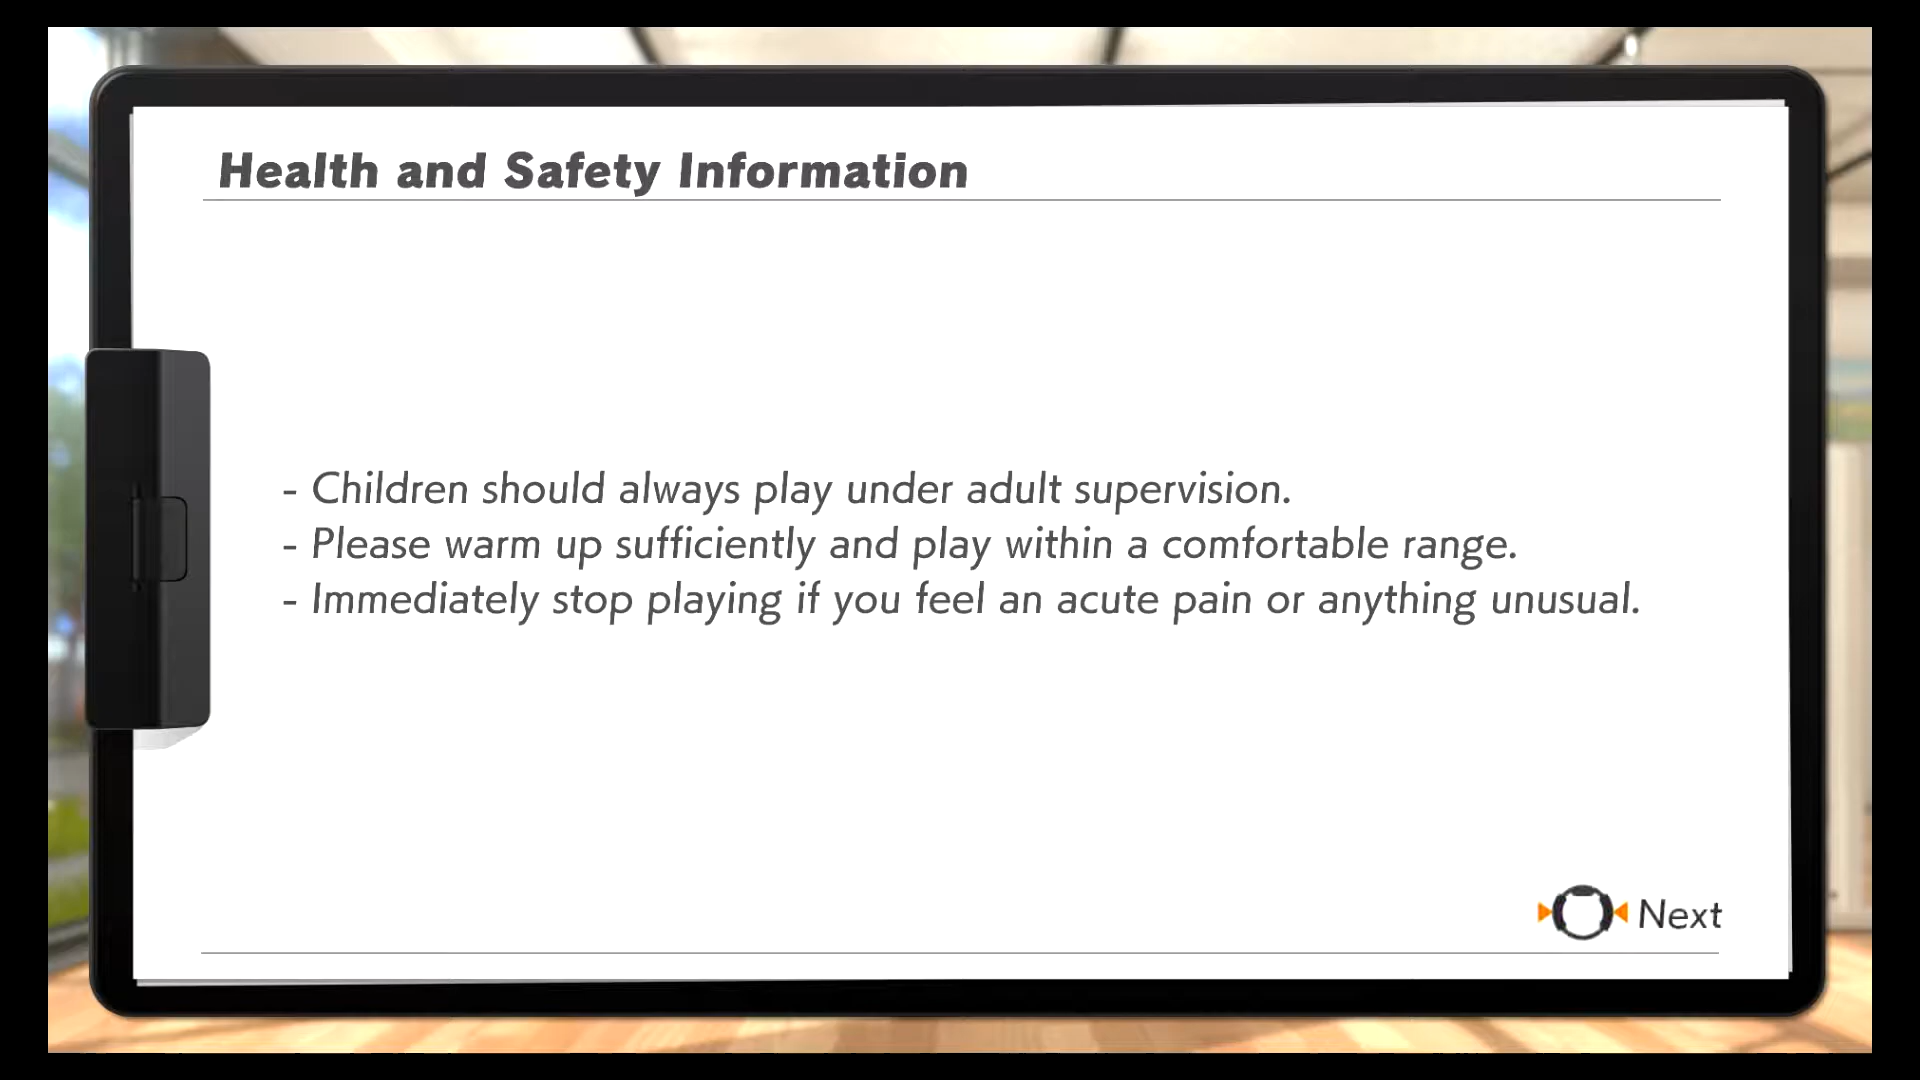 Health and Safety Information
- Children should always play under adult supervision.
- Please warm up sufficiently and play within a comfortable range.
- Immediately stop playing if you feel an acute pain or anything unusual.
Next